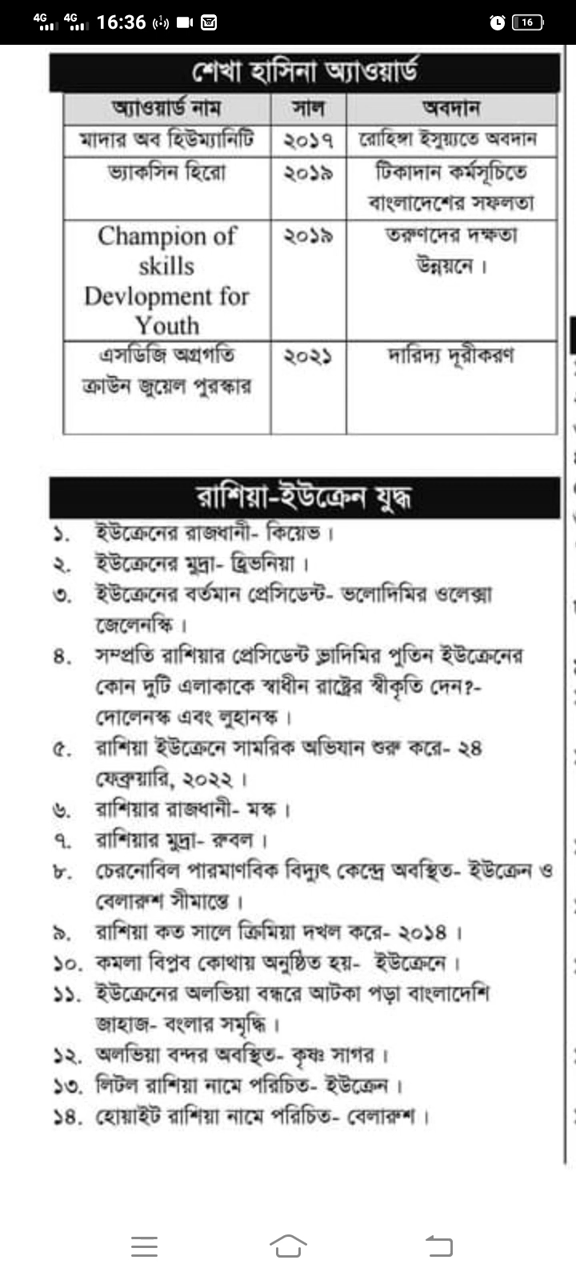 4G 4G 16:36 16
শেখা হাসিনা অ্যাওয়ার্ড
অ্যাওয়ার্ড নাম সাল অবদান
মাদার অব হিউম্যানিটি ২০১৭ রোহিঙ্গা ইস্যুতে অবদান
ভ্যাকসিন হিরো ২০১৯ টিকাদান কর্মসূচিতে
বাংলাদেশের সফলতা
Champion of ২০১৯ তরুণদের দক্ষতা
skills উন্নয়নে ।
Devlopment for
Youth
এসডিজি অগ্রগতি ২০২১ দারিদ্য দূরীকরণ
ক্রাউন জুয়েল পুরস্কার
রাশিয়া-ইউক্রেন যুদ্ধ
১. ইউক্রেনের রাজধানী- কিয়েভ ।
২. ইউক্রেনের মুদ্রা- হ্রিভনিয়া ।
৩. ইউক্রেনের বর্তমান প্রেসিডেন্ট- ভলোদিমির ওলেক্সা
জেলেনস্কি ।
৪. সম্প্রতি রাশিয়ার প্রেসিডেন্ট ভ্লাদিমির পুতিন ইউক্রেনের
কোন দুটি এলাকাকে স্বাধীন রাষ্ট্রের স্বীকৃতি দেন?-
দোলেনস্ক এবং লুহানস্ক ।
৫. রাশিয়া ইউক্রেনে সামরিক অভিযান শুরু করে- ২৪
ফেব্রুয়ারি, ২০২২ ।
৬. রাশিয়ার রাজধানী- মস্ক ।
৭. রাশিয়ার মুদ্রা- রুবল ।
৮. চেরনোবিল পারমাণবিক বিদ্যুৎ কেন্দ্রে অবস্থিত- ইউক্রেন ও
বেলারুশ সীমান্তে ।
৯. রাশিয়া কত সালে ক্রিমিয়া দখল করে- ২০১৪ ।
১০. কমলা বিপ্লব কোথায় অনুষ্ঠিত হয়- ইউক্রেনে ।
১১. ইউক্রেনের অলভিয়া বন্ধরে আটকা পড়া বাংলাদেশি
জাহাজ- বংলার সমৃদ্ধি ।
১২. অলভিয়া বন্দর অবস্থিত- কৃষ্ণ সাগর ।
১৩. লিটল রাশিয়া নামে পরিচিত- ইউক্রেন ।
১৪. হোয়াইট রাশিয়া নামে পরিচিত- বেলারুশ ।